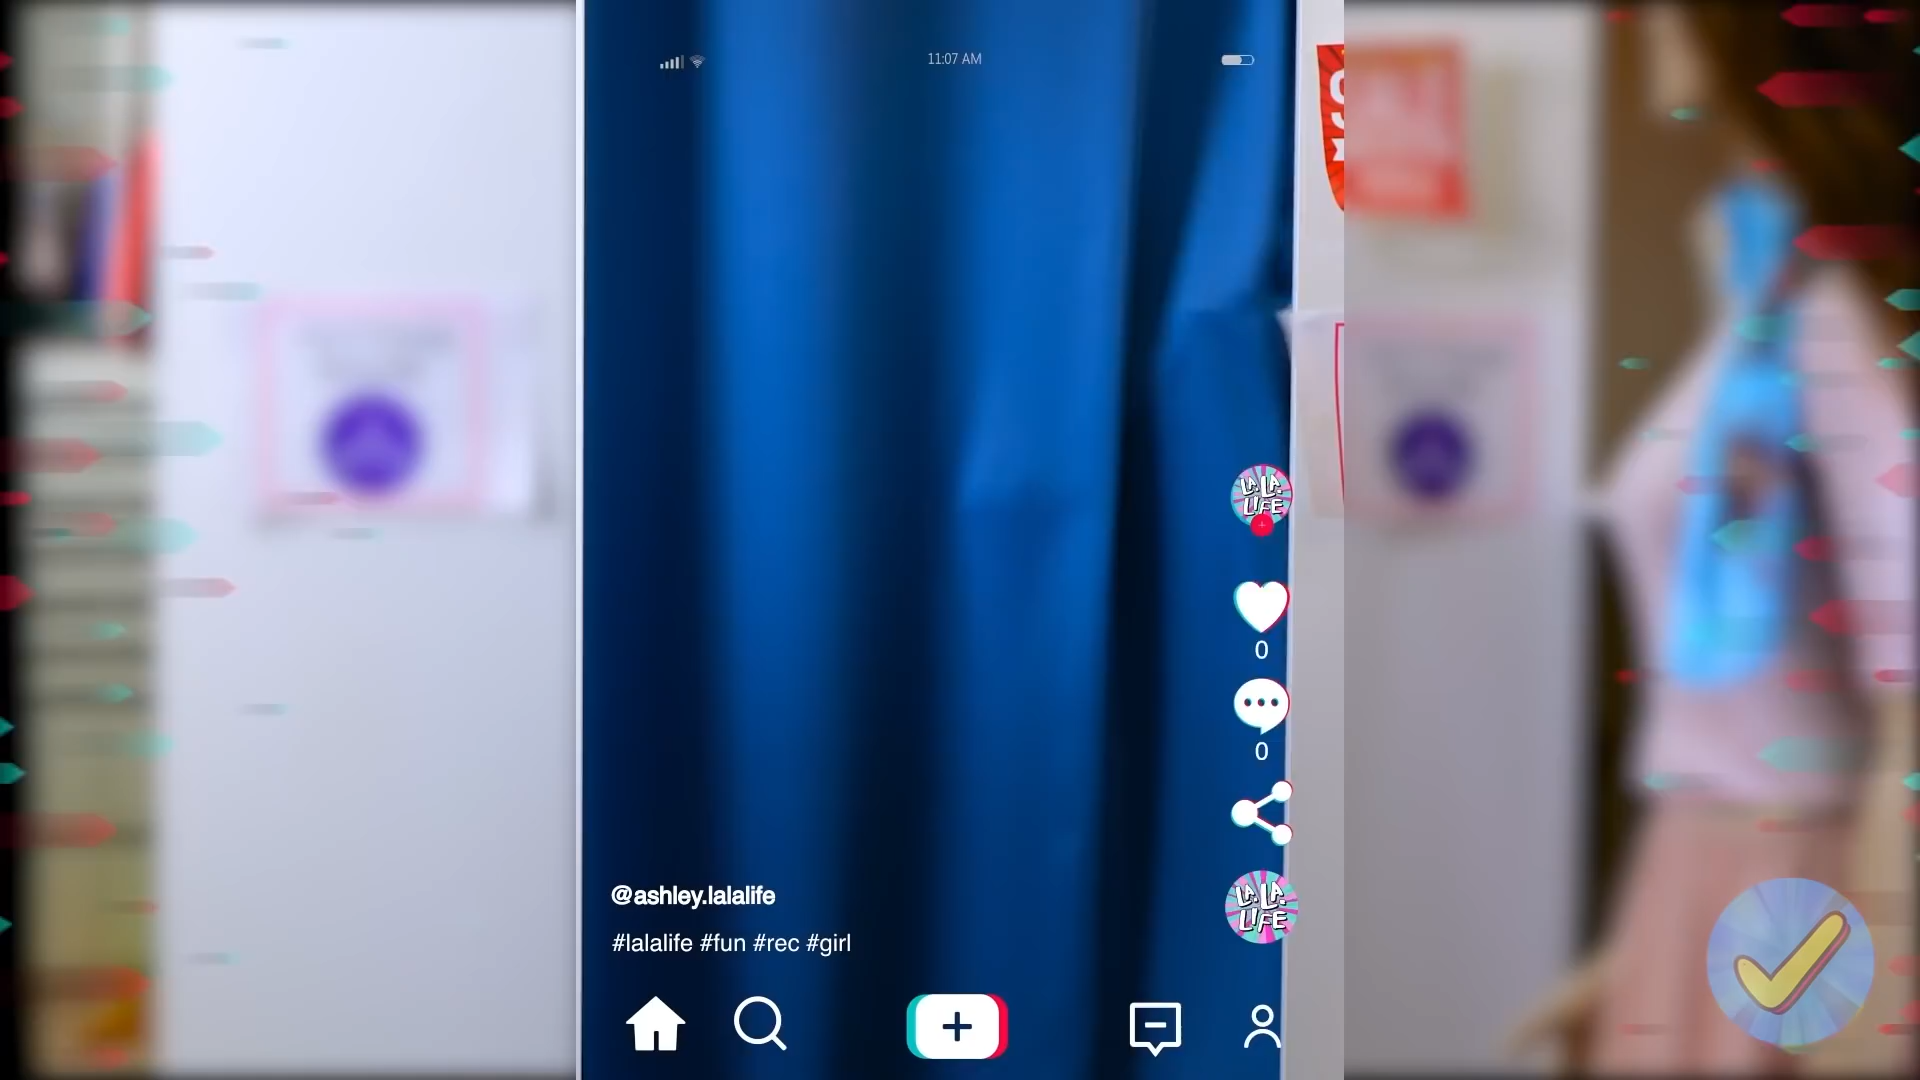 11:07 AM
LA LA
LIFE
0
0
LA LA
LIFE
@ashley.lalalife
#lalalife #fun #rec #girl